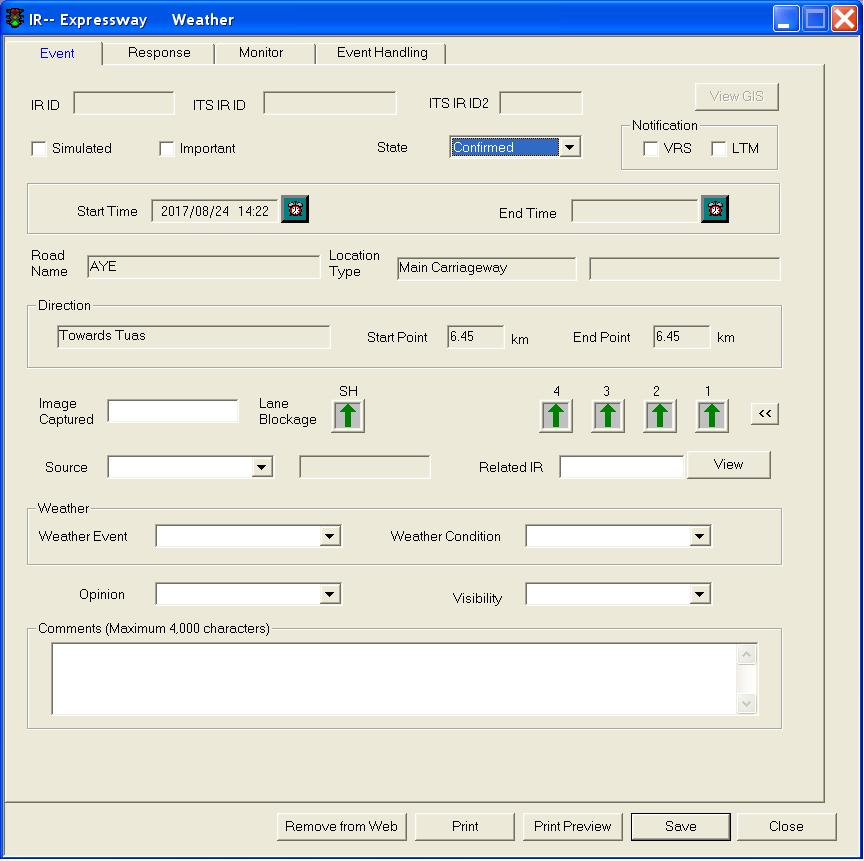 IR-- Expressway Weather
Event Response Monitor Event Handling
IR ID ITS IR ID ITS IR ID2 View GIS
Notification
Simulated Important State Confirmed VRS LTM
Start Time 2017/08/24 14:22 End Time
Road Name AYE Location Type Main Carriageway
Direction
Towards Tuas Start Point 6.45 km End Point 6.45 km
SH 4 3 2 1
Image Captured Lane Blockage <<
Source Related IR View
Weather
Weather Event Weather Condition
Opinion Visibility
Comments (Maximum 4,000 characters)
Remove from Web Print Print Preview Save Close